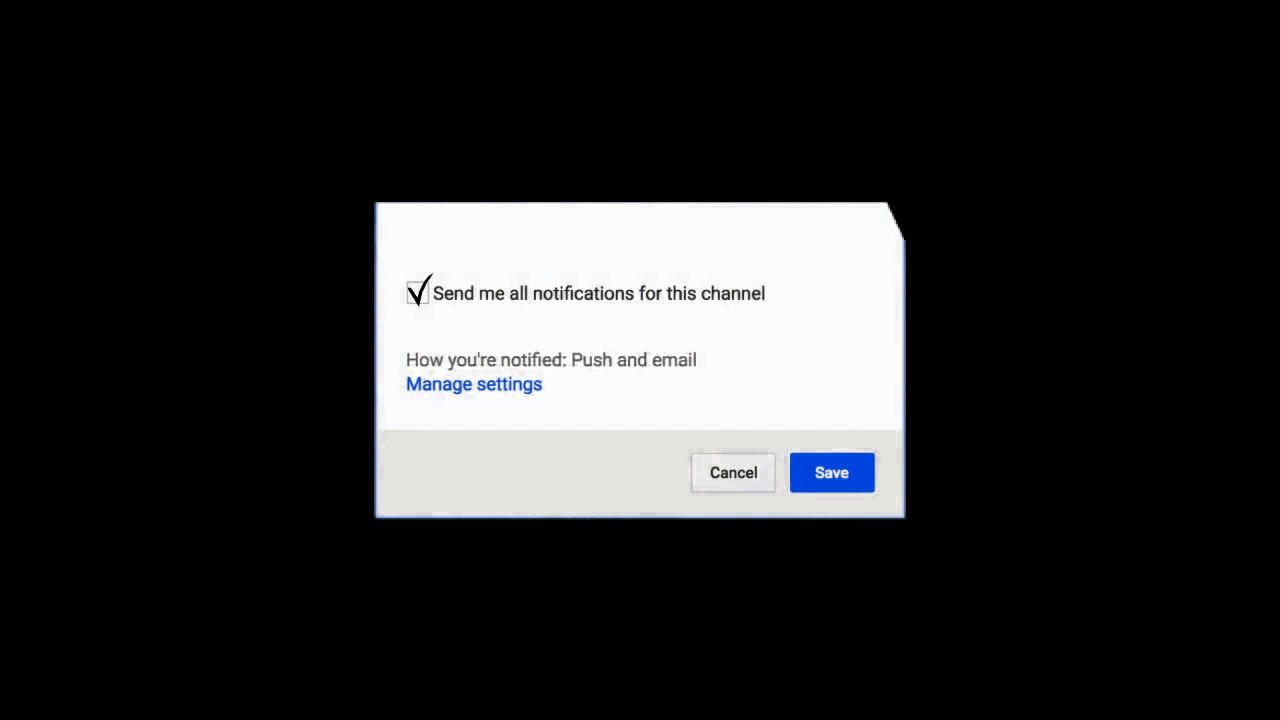 Send me all notifications for this channel
How you're notified: Push and email
Manage settings
Cancel Save